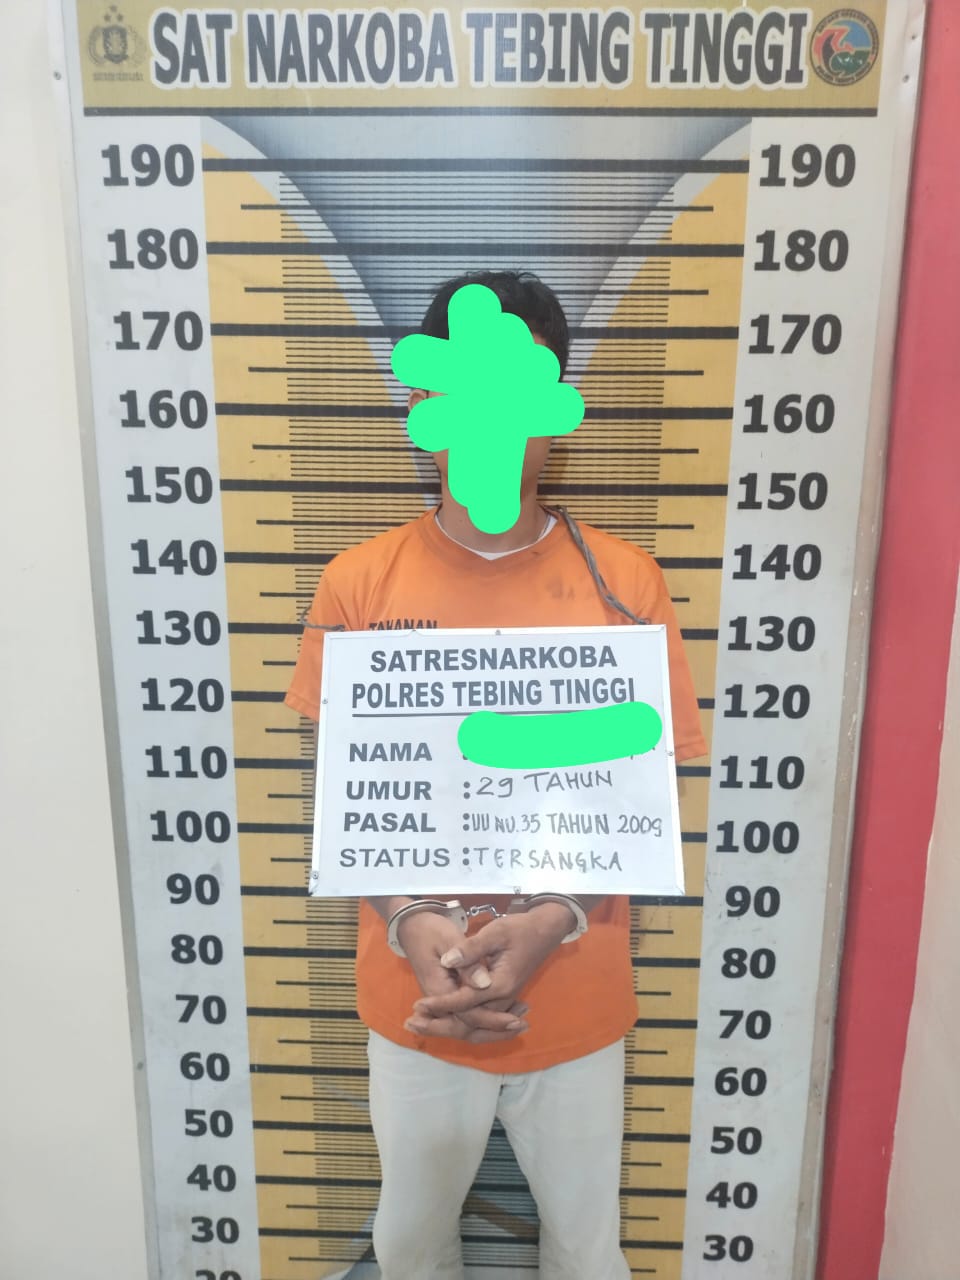 SAT NARKOBA TEBING TINGGI
190 190
180 180
170 170
160 160
150 150
140 140
130 130
120 120
110 110
100 100
90 90
80 80
70 70
60 60
50 50
40 40
30 30
TAHANAN
SATRESNARKOBA
POLRES TEBING TINGGI
NAMA :
UMUR : 29 TAHUN
PASAL : UU NO.35 TAHUN 2009
STATUS : TERSANGKA